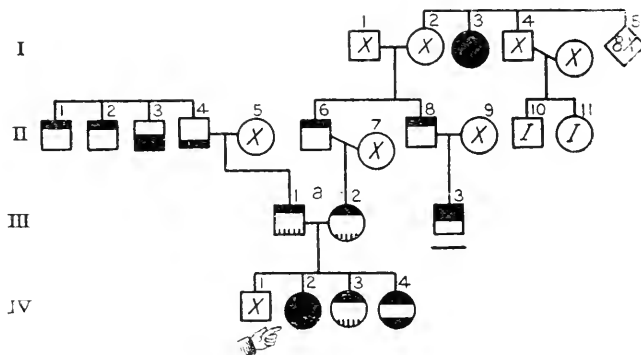 1 2 3 4 5
I X X X X 8X
1 2 3 4 5 6 7 8 9 10 11
II X X X I I
1 a 2 3
III
1 2 3 4
IV X